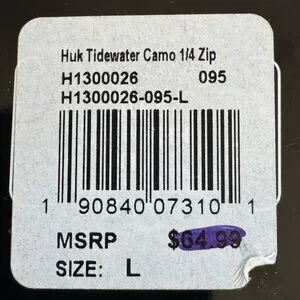 Huk Tidewater Camo 1/4 Zip
H1300026 095
H1300026-095-L
1 90840 07310 1
MSRP $64.99
SIZE: L